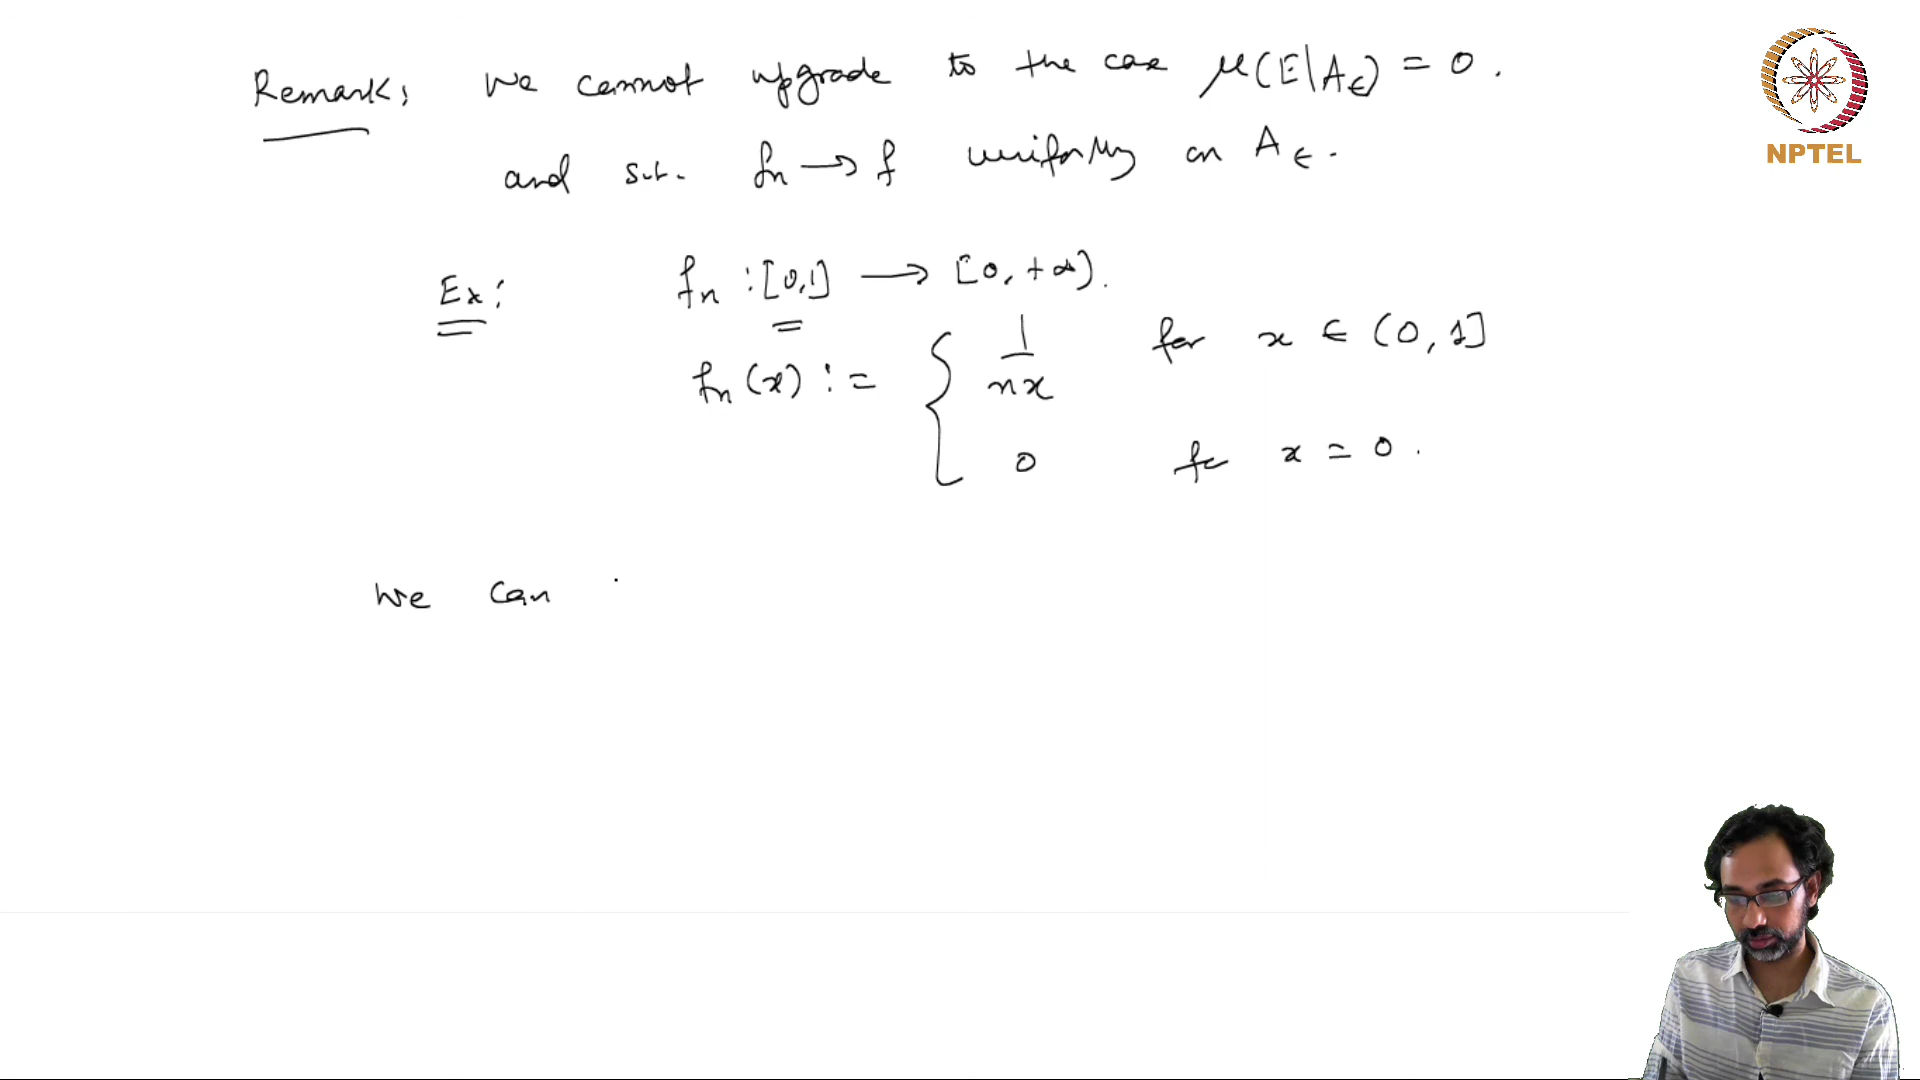 Remark: We cannot upgrade to the case μ(E\A_ε) = 0.
and s.t. f_n → f uniformly on A_ε.
Ex: f_n : [0,1] → [0,+∞).
f_n(x) := { 1/nx for x ∈ (0,1]
0 for x = 0.
We can
NPTEL